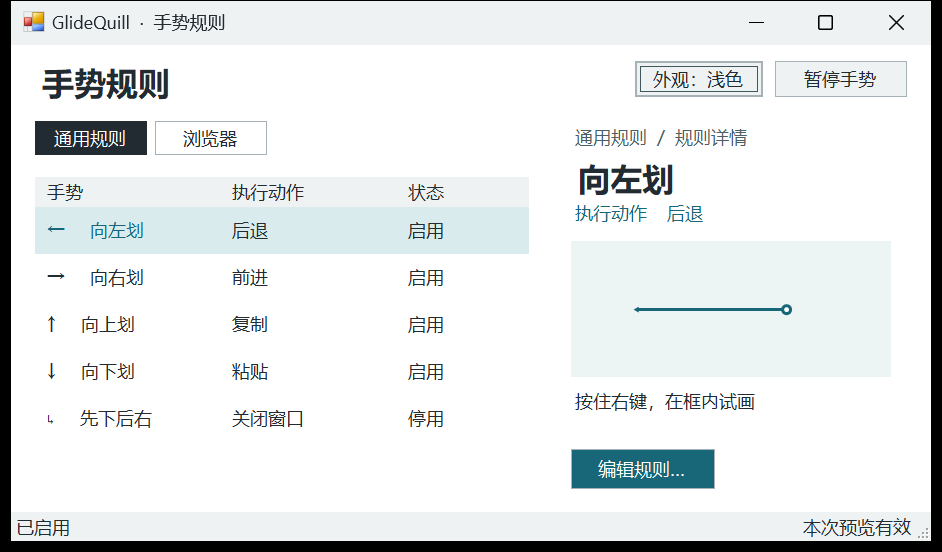 GlideQuill · 手势规则
手势规则
外观：浅色
暂停手势
通用规则
浏览器
手势 执行动作 状态
← 向左划 后退 启用
→ 向右划 前进 启用
↑ 向上划 复制 启用
↓ 向下划 粘贴 启用
↳ 先下后右 关闭窗口 停用
通用规则 / 规则详情
向左划
执行动作 后退
按住右键，在框内试画
编辑规则...
已启用
本次预览有效